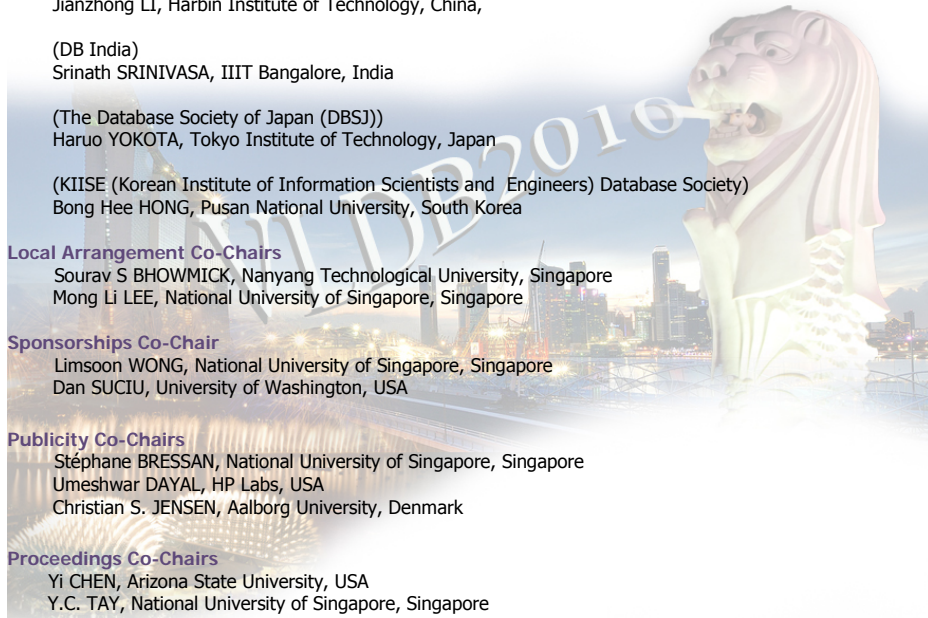 Jianzhong LI, Harbin Institute of Technology, China,
(DB India)
Srinath SRINIVASA, IIIT Bangalore, India
(The Database Society of Japan (DBSJ))
Haruo YOKOTA, Tokyo Institute of Technology, Japan
(KIISE (Korean Institute of Information Scientists and Engineers) Database Society)
Bong Hee HONG, Pusan National University, South Korea
VLDB2010
Local Arrangement Co-Chairs
Sourav S BHOWMICK, Nanyang Technological University, Singapore
Mong Li LEE, National University of Singapore, Singapore
Sponsorships Co-Chair
Limsoon WONG, National University of Singapore, Singapore
Dan SUCIU, University of Washington, USA
Publicity Co-Chairs
Stéphane BRESSAN, National University of Singapore, Singapore
Umeshwar DAYAL, HP Labs, USA
Christian S. JENSEN, Aalborg University, Denmark
Proceedings Co-Chairs
Yi CHEN, Arizona State University, USA
Y.C. TAY, National University of Singapore, Singapore